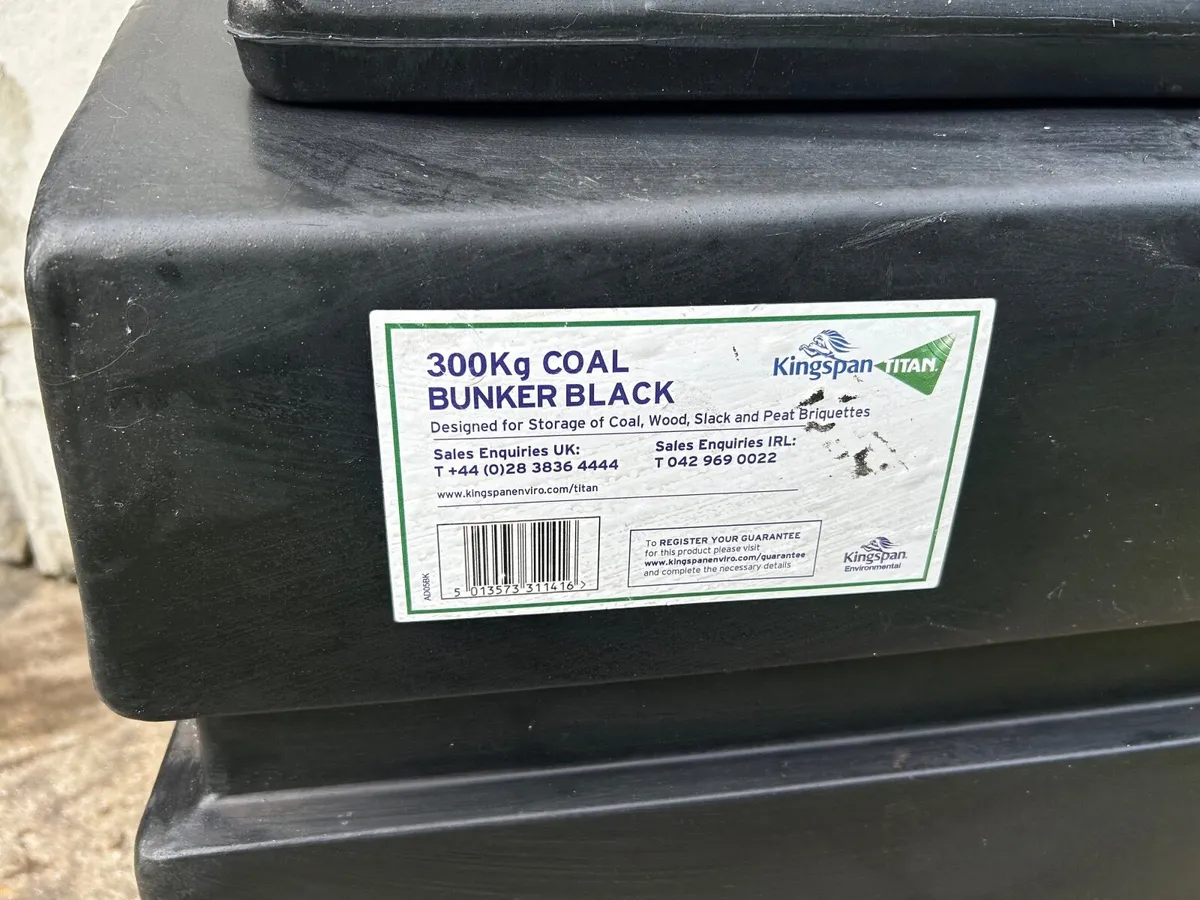 300Kg COAL
BUNKER BLACK
Kingspan TITAN
Designed for Storage of Coal, Wood, Slack and Peat Briquettes
Sales Enquiries UK:
T +44 (0)28 3836 4444
Sales Enquiries IRL:
T 042 969 0022
www.kingspanenviro.com/titan
AD05BK
5 013573 311416 >
To REGISTER YOUR GUARANTEE
for this product please visit
www.kingspanenviro.com/guarantee
and complete the necessary details
Kingspan
Environmental